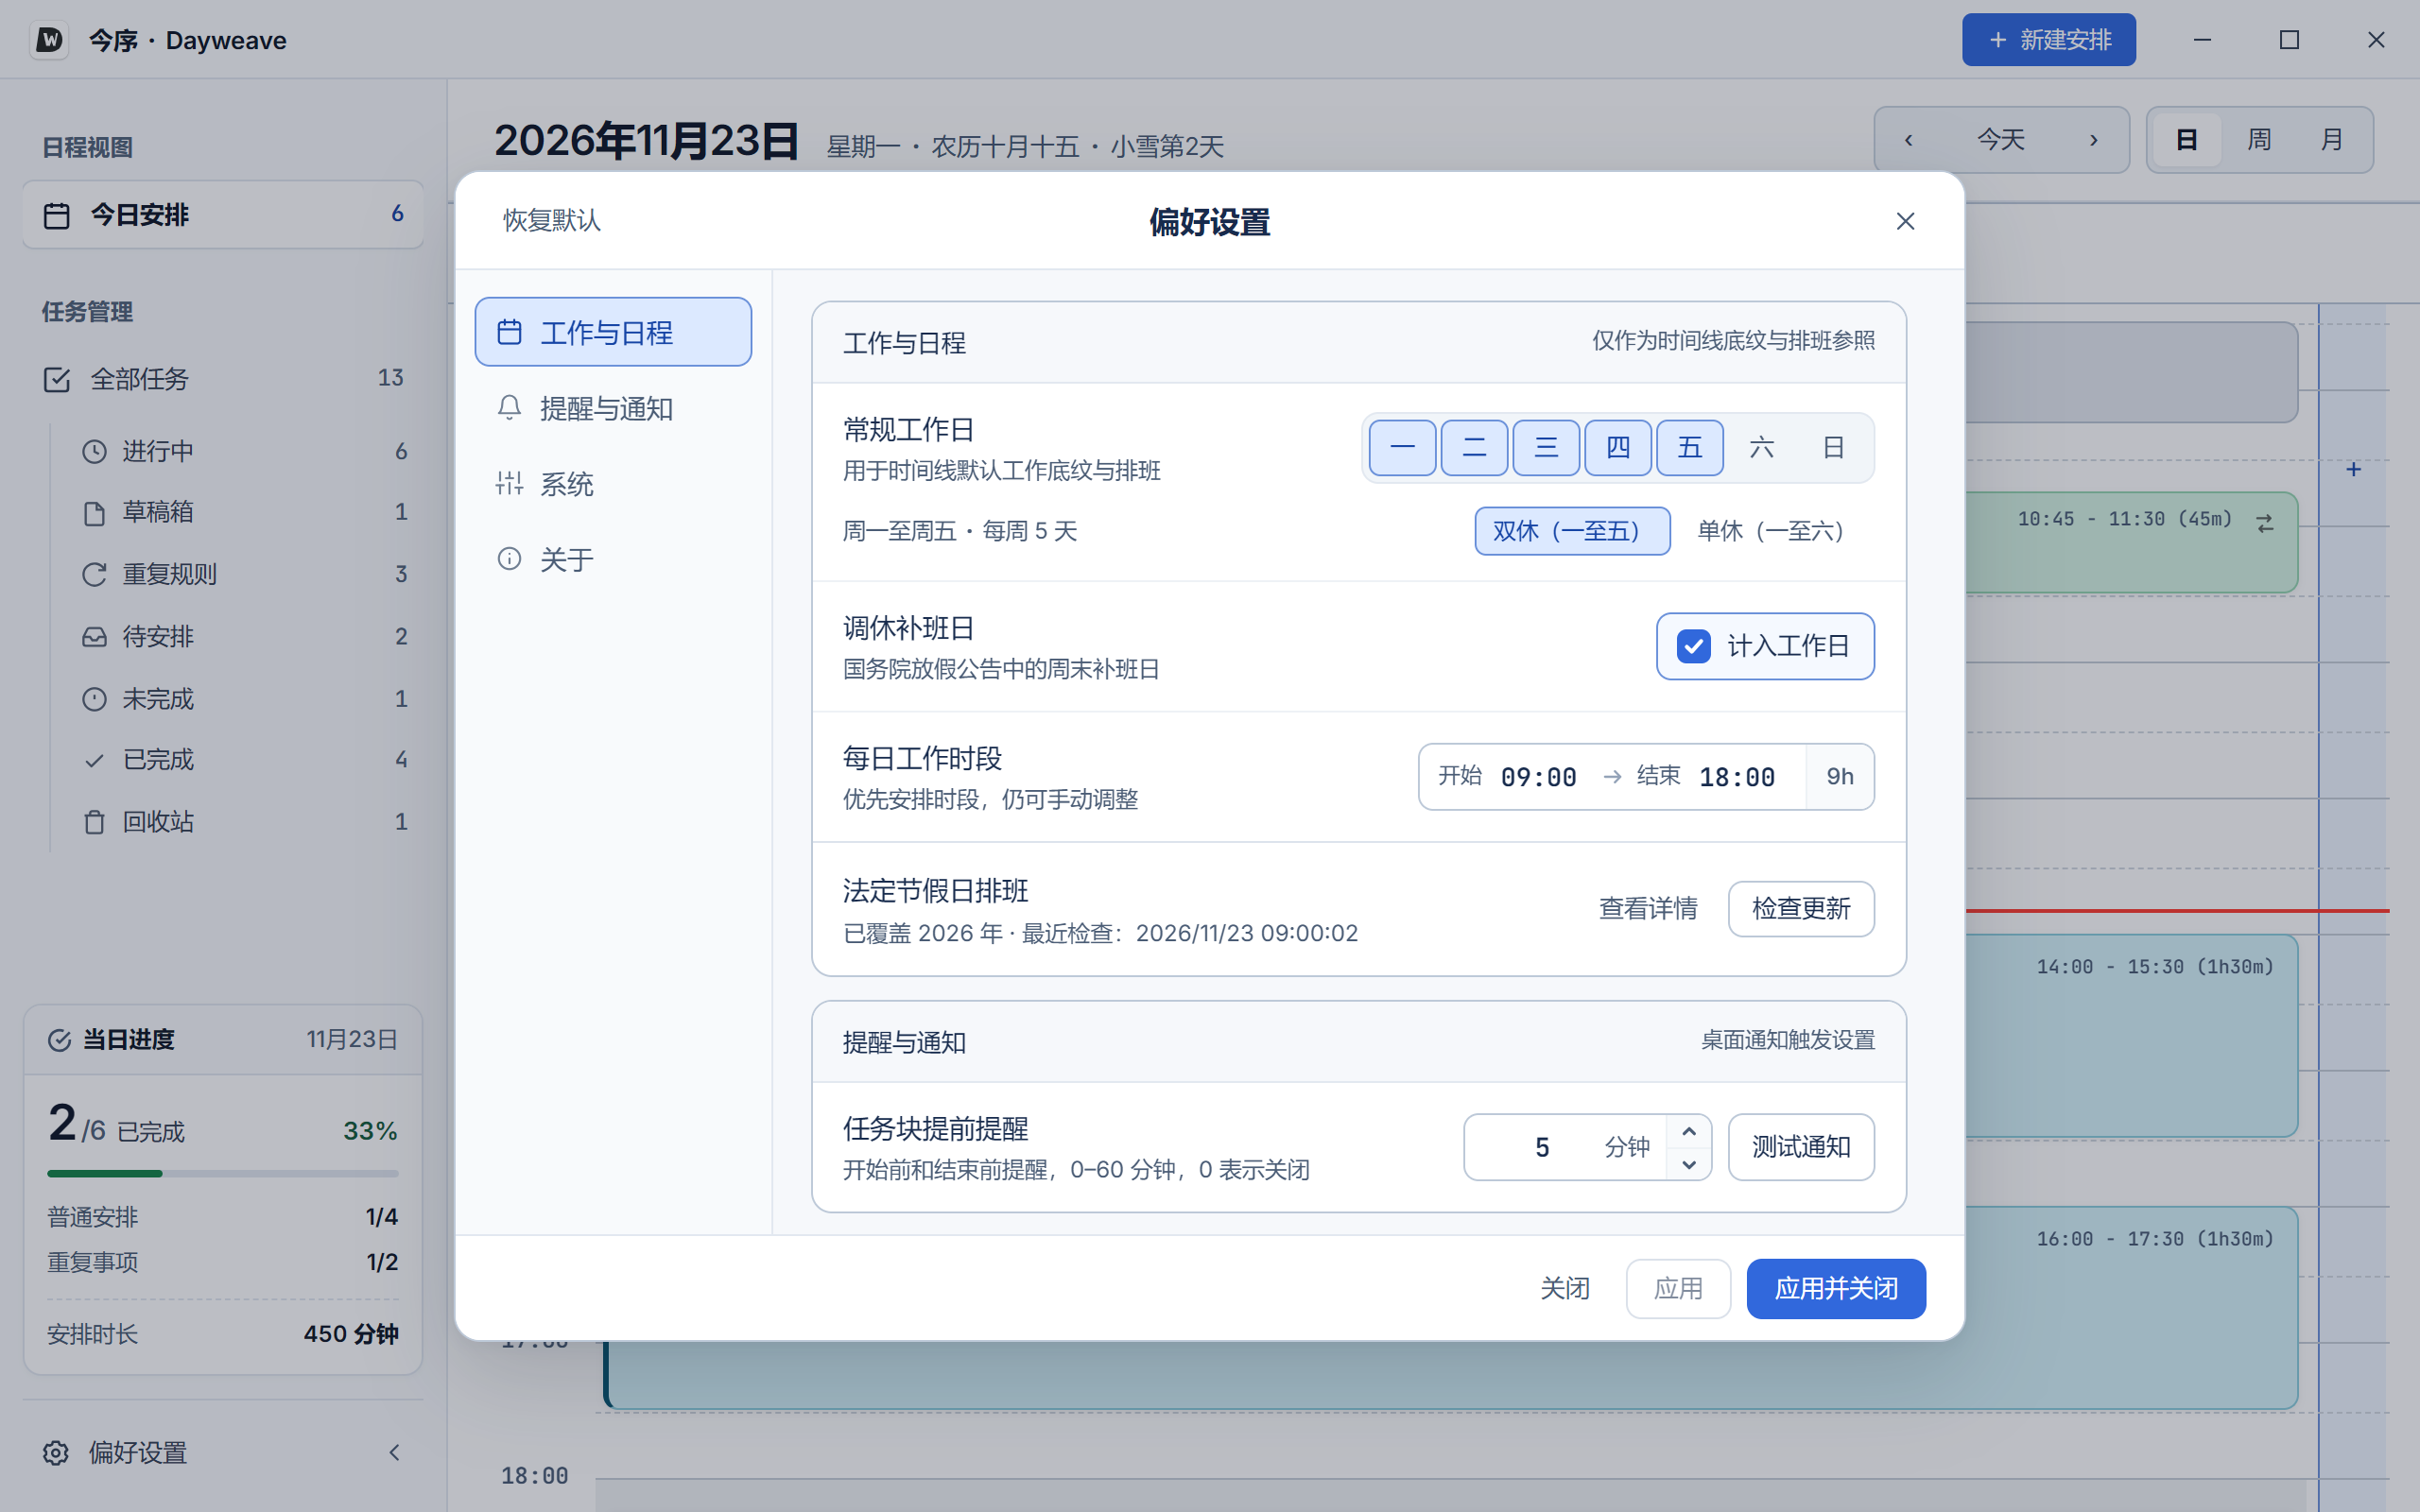 今序 · Dayweave
+ 新建安排
日程视图
今日安排 6
任务管理
全部任务 13
进行中 6
草稿箱 1
重复规则 3
待安排 2
未完成 1
已完成 4
回收站 1
当日进度 11月23日
2/6 已完成 33%
普通安排 1/4
重复事项 1/2
安排时长 450 分钟
偏好设置
2026年11月23日 星期一 · 农历十月十五 · 小雪第2天
‹ 今天 › 日 周 月
恢复默认 偏好设置
工作与日程
提醒与通知
系统
关于
工作与日程 仅作为时间线底纹与排班参照
常规工作日
用于时间线默认工作底纹与排班
一 二 三 四 五 六 日
周一至周五 · 每周 5 天 双休（一至五） 单休（一至六）
调休补班日
国务院放假公告中的周末补班日
计入工作日
每日工作时段
优先安排时段，仍可手动调整
开始 09:00 → 结束 18:00 9h
法定节假日排班
已覆盖 2026 年 · 最近检查：2026/11/23 09:00:02
查看详情 检查更新
提醒与通知 桌面通知触发设置
任务块提前提醒
开始前和结束前提醒，0–60 分钟，0 表示关闭
5 分钟 测试通知
关闭 应用 应用并关闭
+
10:45 - 11:30 (45m)
14:00 - 15:30 (1h30m)
16:00 - 17:30 (1h30m)
17:00
18:00